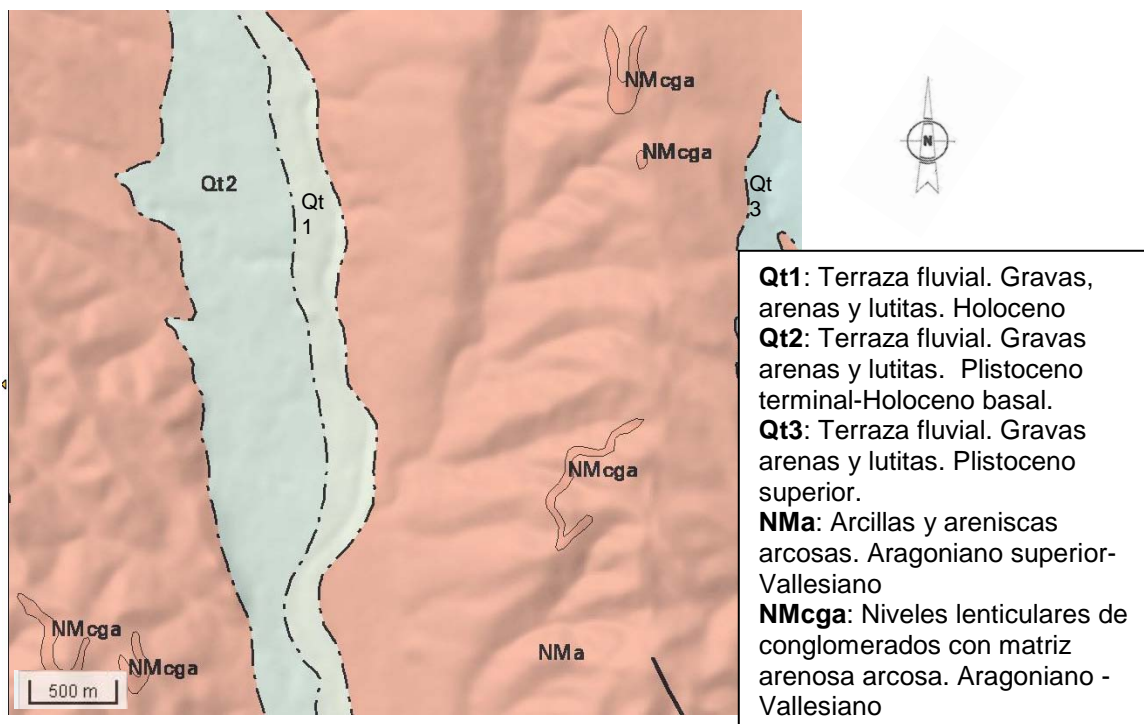 NMcga
N
NMcga
Qt2
Qt
1
Qt
3
NMcga
NMcga
NMcga
NMa
500 m
Qt1: Terraza fluvial. Gravas,
arenas y lutitas. Holoceno
Qt2: Terraza fluvial. Gravas
arenas y lutitas. Plistoceno
terminal-Holoceno basal.
Qt3: Terraza fluvial. Gravas
arenas y lutitas. Plistoceno
superior.
NMa: Arcillas y areniscas
arcosas. Aragoniano superior-
Vallesiano
NMcga: Niveles lenticulares de
conglomerados con matriz
arenosa arcosa. Aragoniano -
Vallesiano